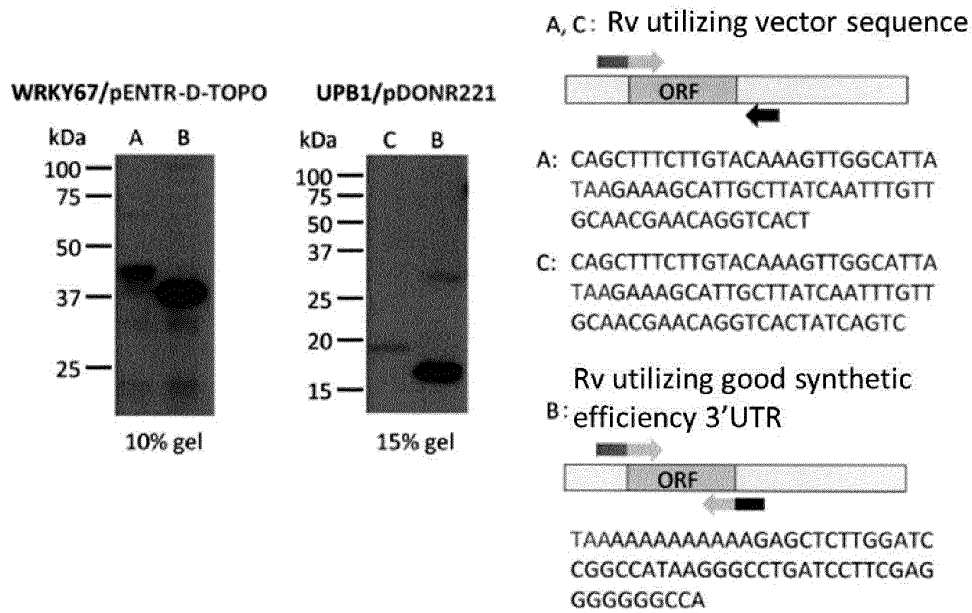 WRKY67/pENTR-D-TOPO
kDa A B
100
75
50
37
25
10% gel
UPB1/pDONR221
kDa C B
100
75
50
37
25
20
15
15% gel
A, C: Rv utilizing vector sequence
ORF
A: CAGCTTTCTTGTACAAAGTTGGCATTA
TAAGAAAGCATTGCTTATCAATTTGTT
GCAACGAACAGGTCACT
C: CAGCTTTCTTGTACAAAGTTGGCATTA
TAAGAAAGCATTGCTTATCAATTTGTT
GCAACGAACAGGTCACTATCAGTC
Rv utilizing good synthetic
B: efficiency 3’UTR
ORF
TAAAAAAAAAAAAGAGCTCTTGGATC
CGGCCATAAGGGCCTGATCCTTCGAG
GGGGGGGCCA